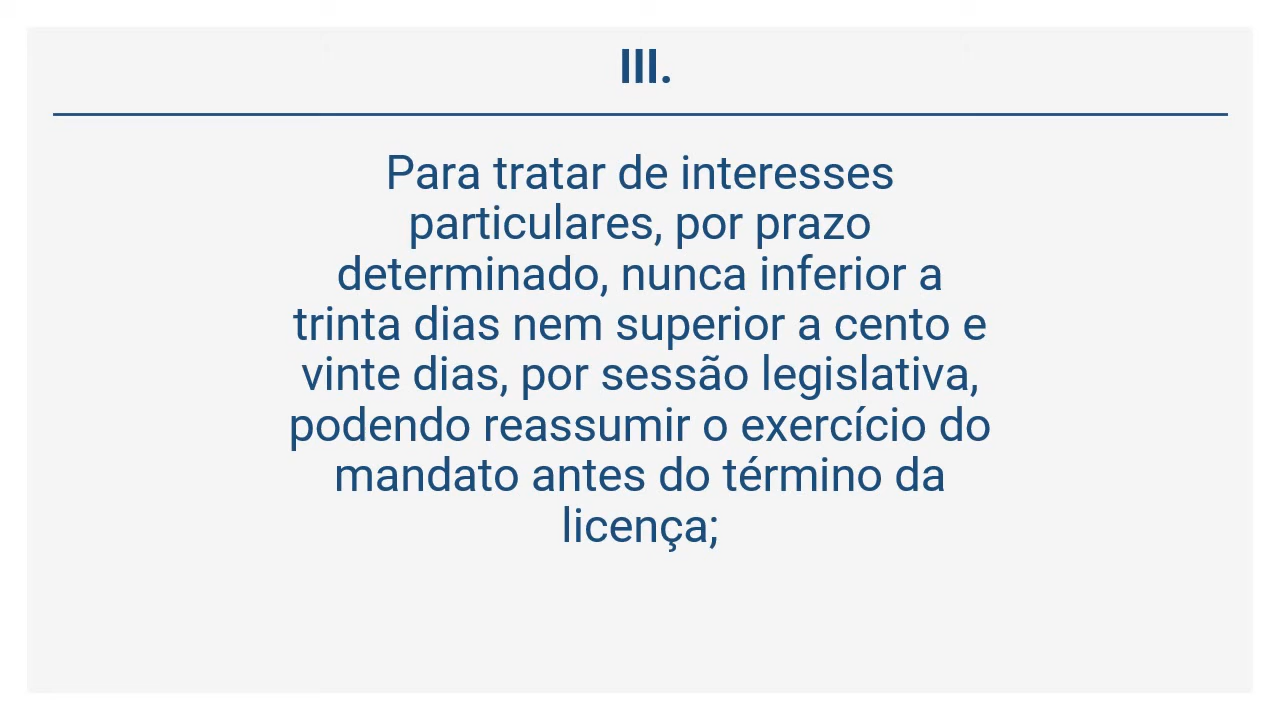 III.
Para tratar de interesses
particulares, por prazo
determinado, nunca inferior a
trinta dias nem superior a cento e
vinte dias, por sessão legislativa,
podendo reassumir o exercício do
mandato antes do término da
licença;